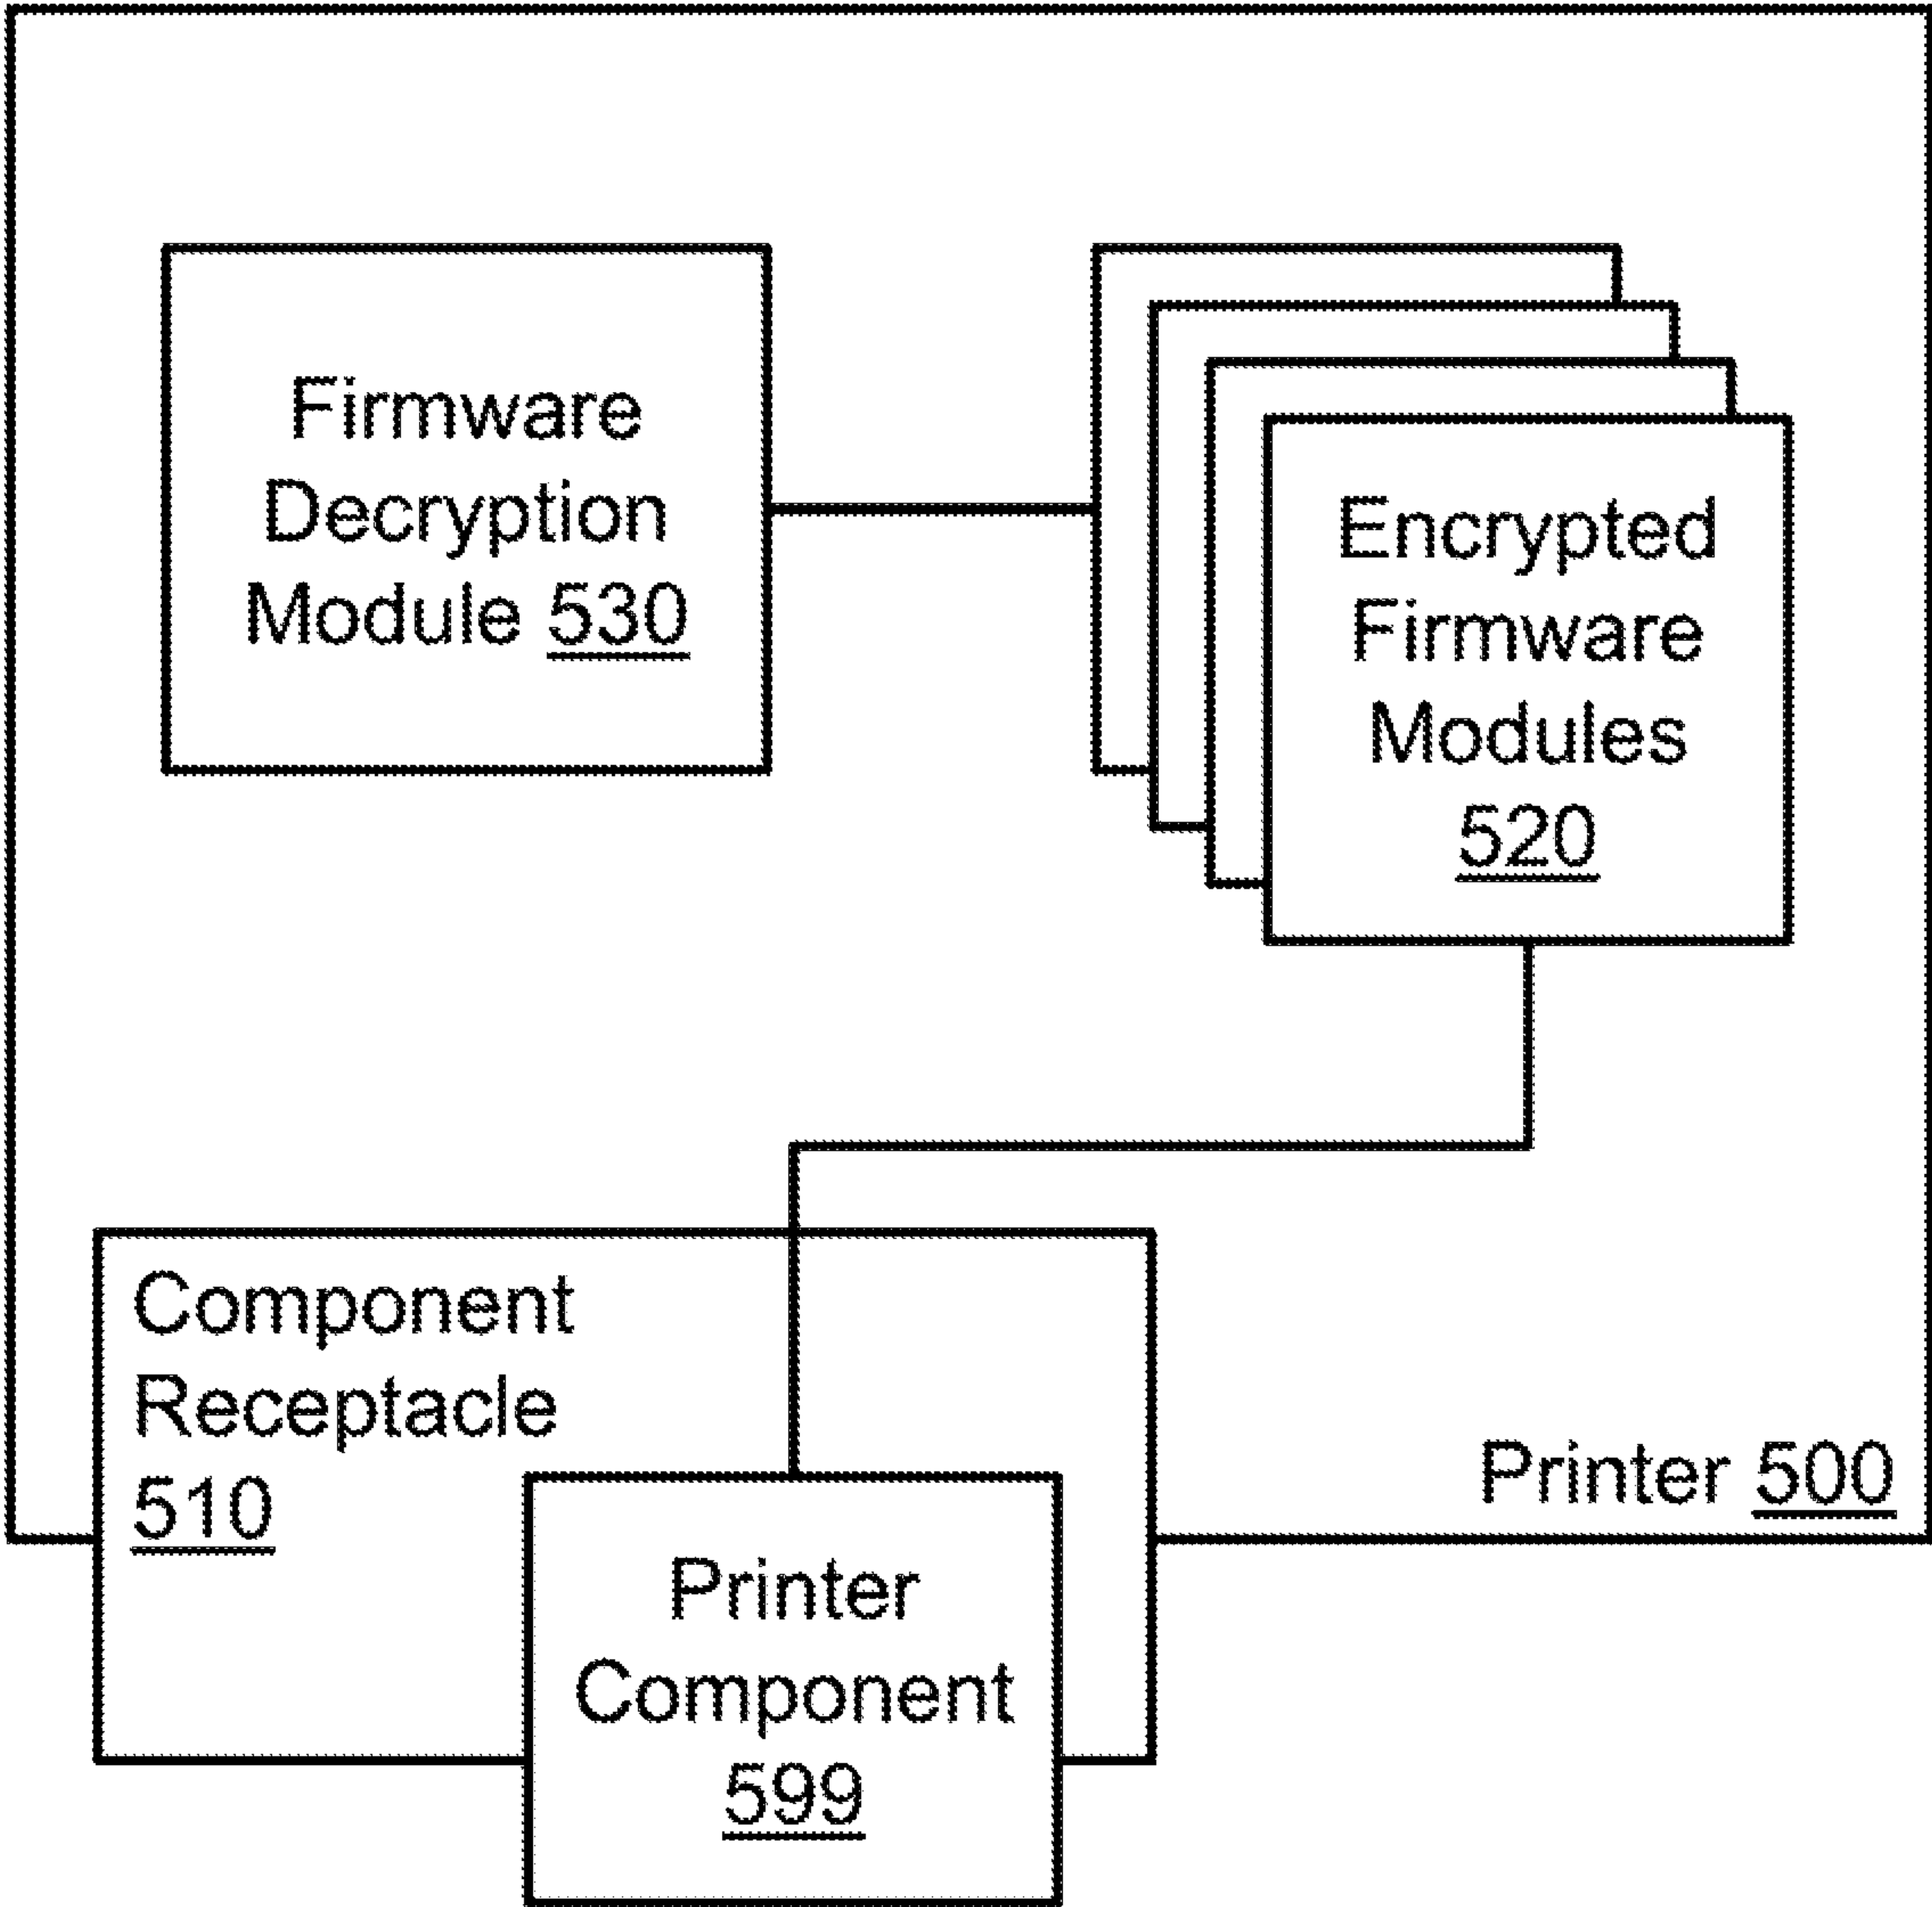 Firmware
Decryption
Module 530
Encrypted
Firmware
Modules
520
Component
Receptacle
510
Printer 500
Printer
Component
599